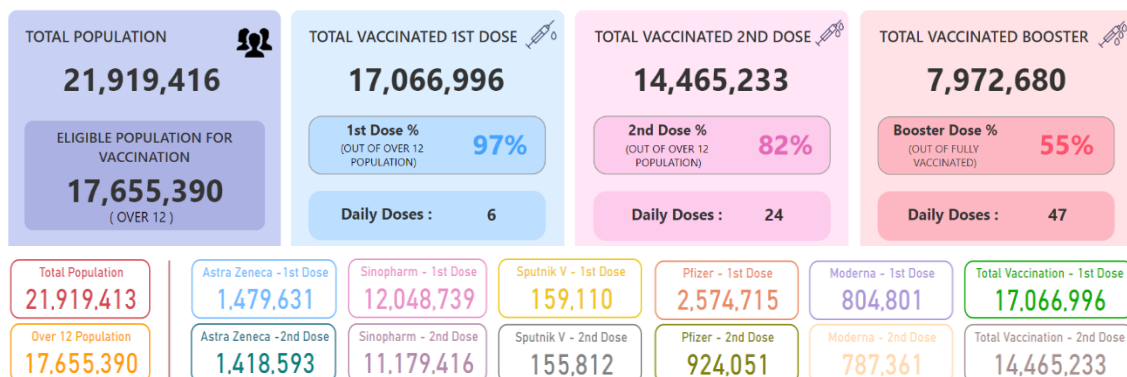 TOTAL POPULATION
21,919,416
ELIGIBLE POPULATION FOR
VACCINATION
17,655,390
( OVER 12 )
TOTAL VACCINATED 1ST DOSE
17,066,996
1st Dose %
(OUT OF OVER 12
POPULATION)
97%
Daily Doses :
6
TOTAL VACCINATED 2ND DOSE
14,465,233
2nd Dose %
(OUT OF OVER 12
POPULATION)
82%
Daily Doses :
24
TOTAL VACCINATED BOOSTER
7,972,680
Booster Dose %
(OUT OF FULLY
VACCINATED)
55%
Daily Doses :
47
Total Population
21,919,413
Astra Zeneca -1st Dose
1,479,631
Sinopharm - 1st Dose
12,048,739
Sputnik V - 1st Dose
159,110
Pfizer - 1st Dose
2,574,715
Moderna - 1st Dose
804,801
Total Vaccination - 1st Dose
17,066,996
Over 12 Population
17,655,390
Astra Zeneca -2nd Dose
1,418,593
Sinopharm - 2nd Dose
11,179,416
Sputnik V - 2nd Dose
155,812
Pfizer - 2nd Dose
924,051
Moderna - 2nd Dose
787,361
Total Vaccination - 2nd Dose
14,465,233